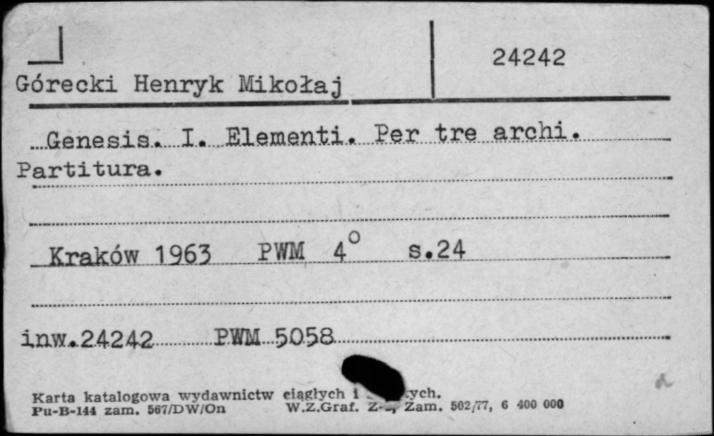 24242
Górecki Henryk Mikołaj
Genesis. I. Elementi. Per tre archi.
Partitura.
Kraków 1963 PWM 4° s.24
inw.24242 PWM 5058
Karta katalogowa wydawnictw ciągłych i
Pu-B-144 zam. 567/DW/On W.Z.Graf. Zam. 502/77, 6 400 000